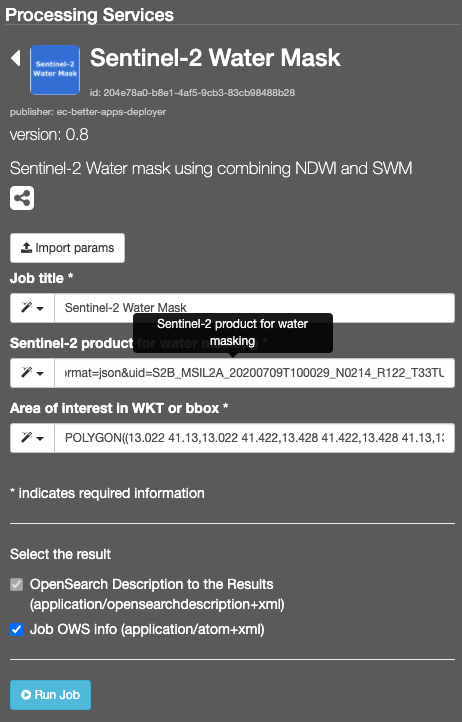 Processing Services
Sentinel-2
Water Mask
Sentinel-2 Water Mask
id: 204e78a0-b8e1-4af5-9cb3-83cb98488b28
publisher: ec-better-apps-deployer
version: 0.8
Sentinel-2 Water mask using combining NDWI and SWM
Import params
Job title *
Sentinel-2 Water Mask
Sentinel-2 product for water
masking
Sentinel-2 product for water *
ormat=json&uid=S2B_MSIL2A_20200709T100029_N0214_R122_T33TU
Area of interest in WKT or bbox *
POLYGON((13.022 41.13,13.022 41.422,13.428 41.422,13.428 41.13,1
* indicates required information
Select the result
OpenSearch Description to the Results
(application/opensearchdescription+xml)
Job OWS info (application/atom+xml)
Run Job